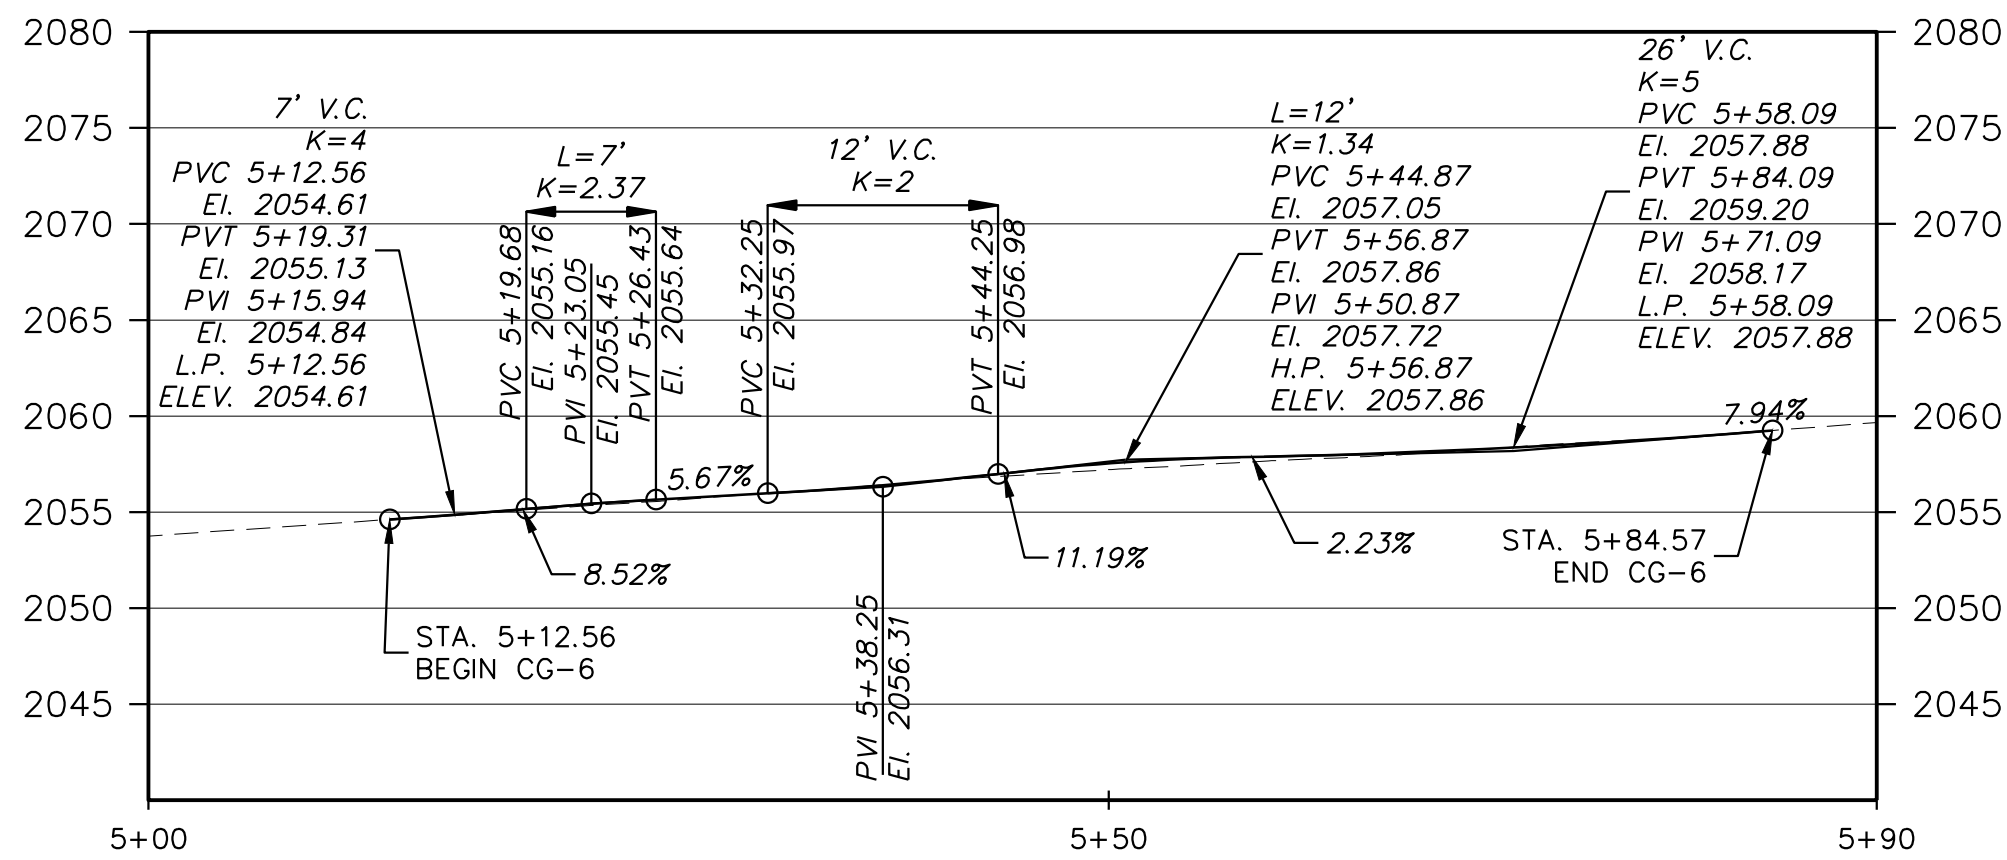 2080
2075
2070
2065
2060
2055
2050
2045
7' V.C.
K=4
PVC 5+12.56
El. 2054.61
PVT 5+19.31
El. 2055.13
PVI 5+15.94
El. 2054.84
L.P. 5+12.56
ELEV. 2054.61
L=7'
K=2.37
PVC 5+19.68
El. 2055.16
PVI 5+23.05
El. 2055.45
PVT 5+26.43
El. 2055.64
12' V.C.
K=2
PVC 5+32.25
El. 2055.97
PVT 5+44.25
El. 2056.98
L=12'
K=1.34
PVC 5+44.87
El. 2057.05
PVT 5+56.87
El. 2057.86
PVI 5+50.87
El. 2057.72
H.P. 5+56.87
ELEV. 2057.86
26' V.C.
K=5
PVC 5+58.09
El. 2057.88
PVT 5+84.09
El. 2059.20
PVI 5+71.09
El. 2058.17
L.P. 5+58.09
ELEV. 2057.88
5.67%
7.94%
8.52%
11.19%
2.23%
STA. 5+84.57
END CG-6
STA. 5+12.56
BEGIN CG-6
PVI 5+38.25
El. 2056.31
2080
2075
2070
2065
2060
2055
2050
2045
5+00
5+50
5+90